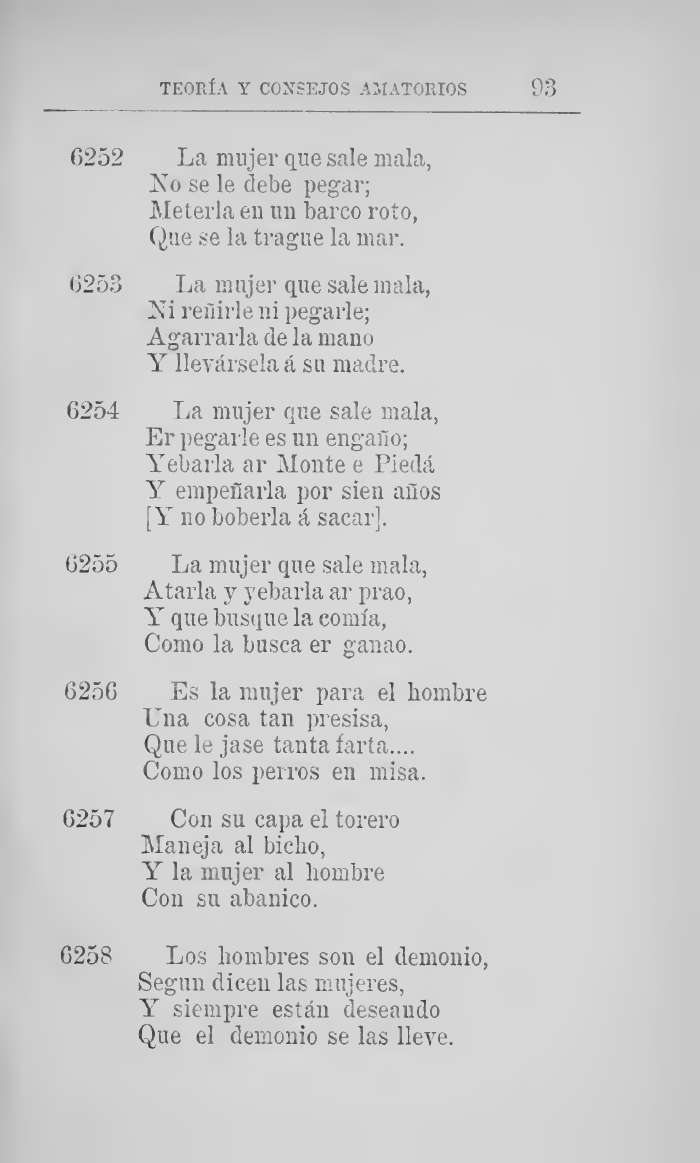 TEORÍA Y CONSEJOS AMATORIOS 93
6252 La mujer que sale mala,
No se le debe pegar;
Meterla en un barco roto,
Que se la trague la mar.
6253 La mujer que sale mala,
Ni reñirle ni pegarle;
Agarrarla de la mano
Y llevársela á su madre.
6254 La mujer que sale mala,
Er pegarle es un engaño;
Yebarla ar Monte e Piedá
Y empeñarla por sien años
[Y no boberla á sacar].
6255 La mujer que sale mala,
Atarla y yebarla ar prao,
Y que busque la comía,
Como la busca er ganao.
6256 Es la mujer para el hombre
Una cosa tan presisa,
Que le jase tanta farta....
Como los perros en misa.
6257 Con su capa el torero
Maneja al bicho,
Y la mujer al hombre
Con su abanico.
6258 Los hombres son el demonio,
Segun dicen las mujeres,
Y siempre están deseando
Que el demonio se las lleve.